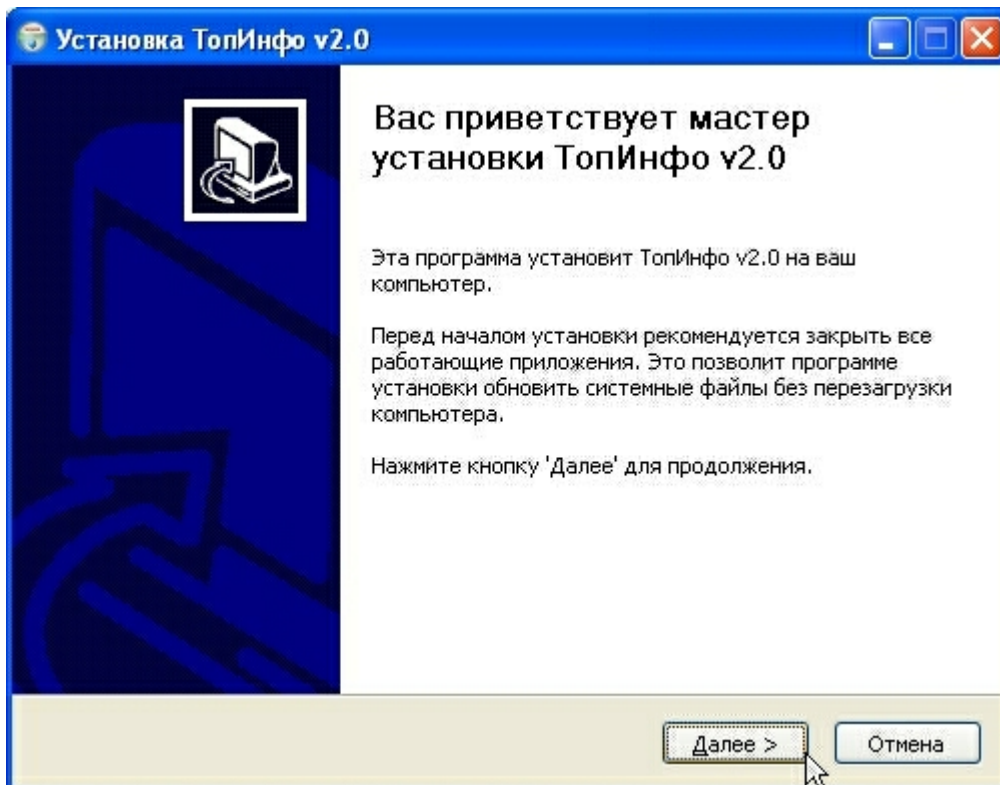 Установка ТопИнфо v2.0
Вас приветствует мастер
установки ТопИнфо v2.0
Эта программа установит ТопИнфо v2.0 на ваш
компьютер.
Перед началом установки рекомендуется закрыть все
работающие приложения. Это позволит программе
установки обновить системные файлы без перезагрузки
компьютера.
Нажмите кнопку 'Далее' для продолжения.
Далее > Отмена